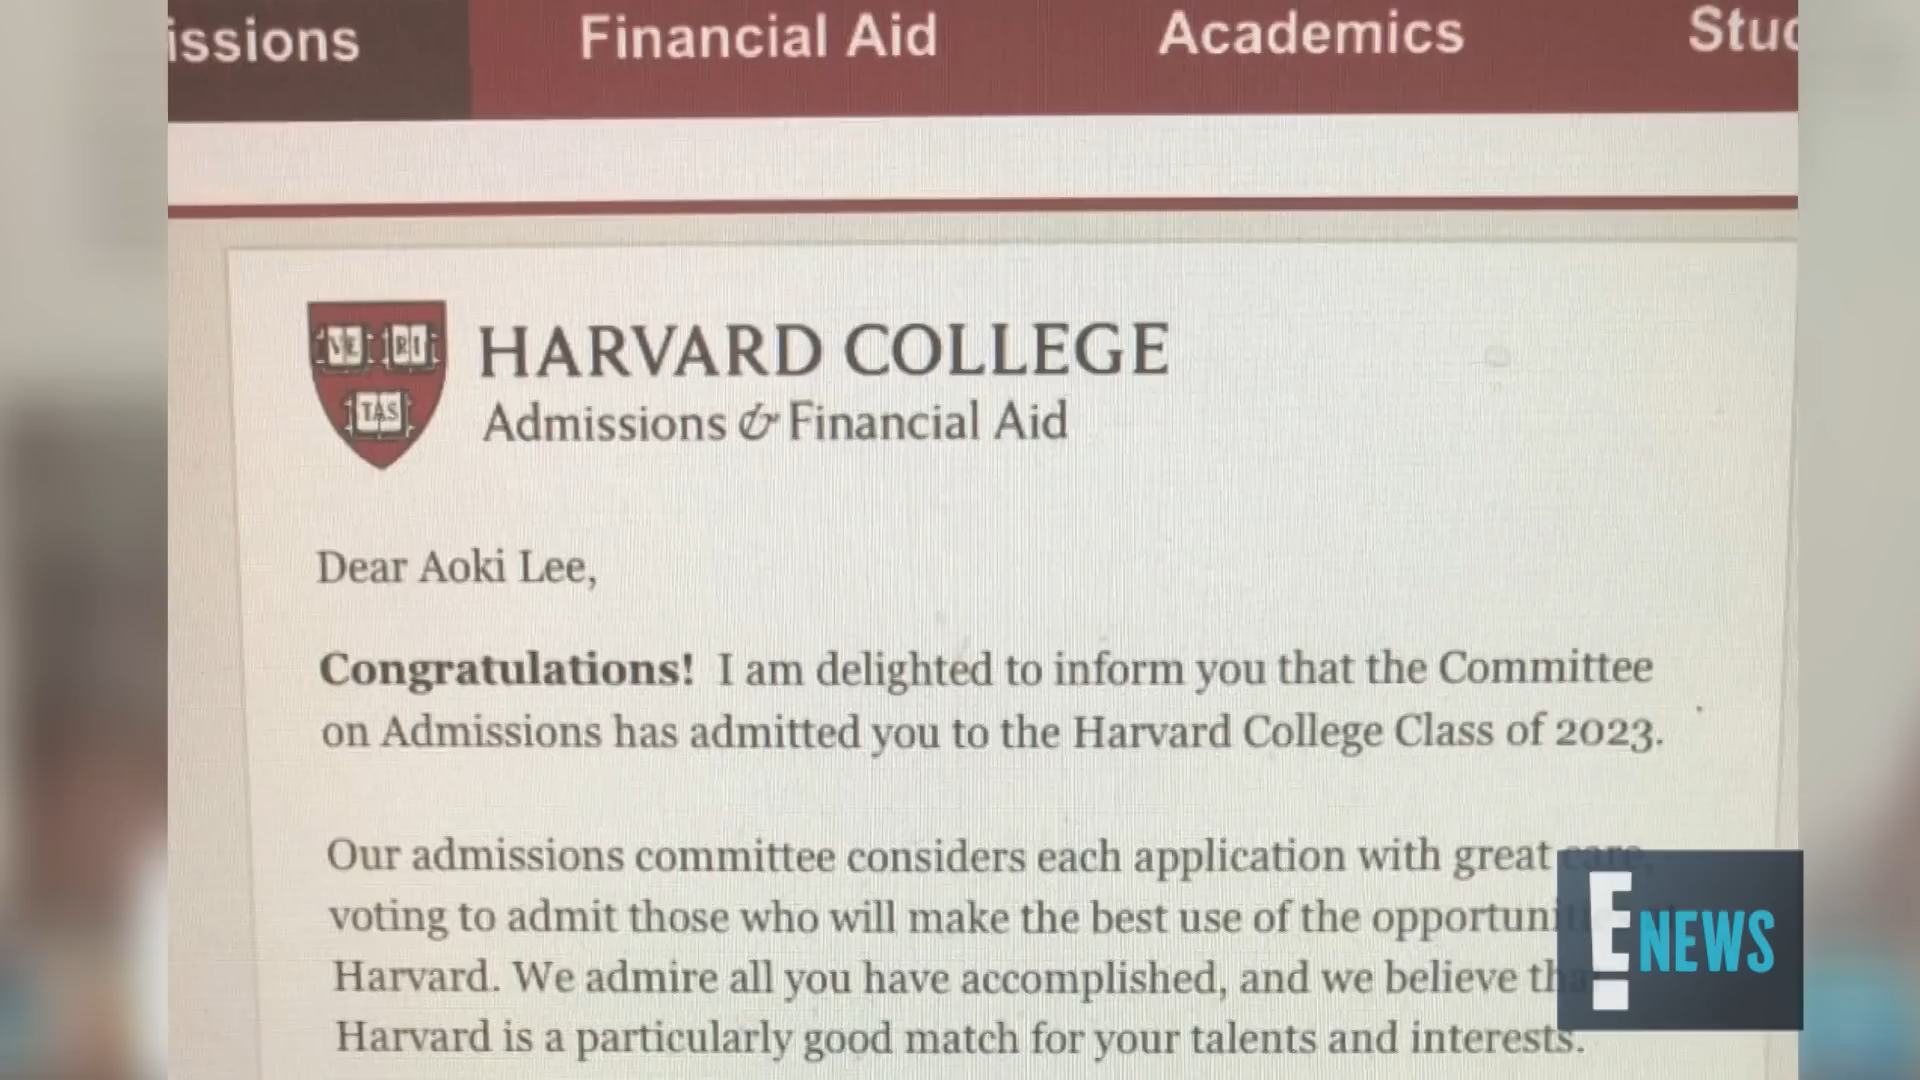 issions Financial Aid Academics Stud
VE RI
TAS
HARVARD COLLEGE
Admissions & Financial Aid
Dear Aoki Lee,
Congratulations! I am delighted to inform you that the Committee
on Admissions has admitted you to the Harvard College Class of 2023.
Our admissions committee considers each application with great care,
voting to admit those who will make the best use of the opportuni
Harvard. We admire all you have accomplished, and we believe tha
Harvard is a particularly good match for your talents and interests.
E NEWS